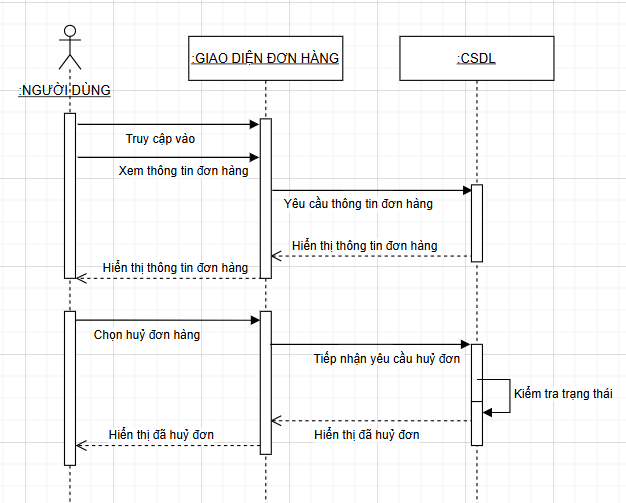 :NGƯỜI DÙNG
:GIAO DIỆN ĐƠN HÀNG
:CSDL
Truy cập vào
Xem thông tin đơn hàng
Yêu cầu thông tin đơn hàng
Hiển thị thông tin đơn hàng
Hiển thị thông tin đơn hàng
Chọn huỷ đơn hàng
Tiếp nhận yêu cầu huỷ đơn
Kiểm tra trạng thái
Hiển thị đã huỷ đơn
Hiển thị đã huỷ đơn